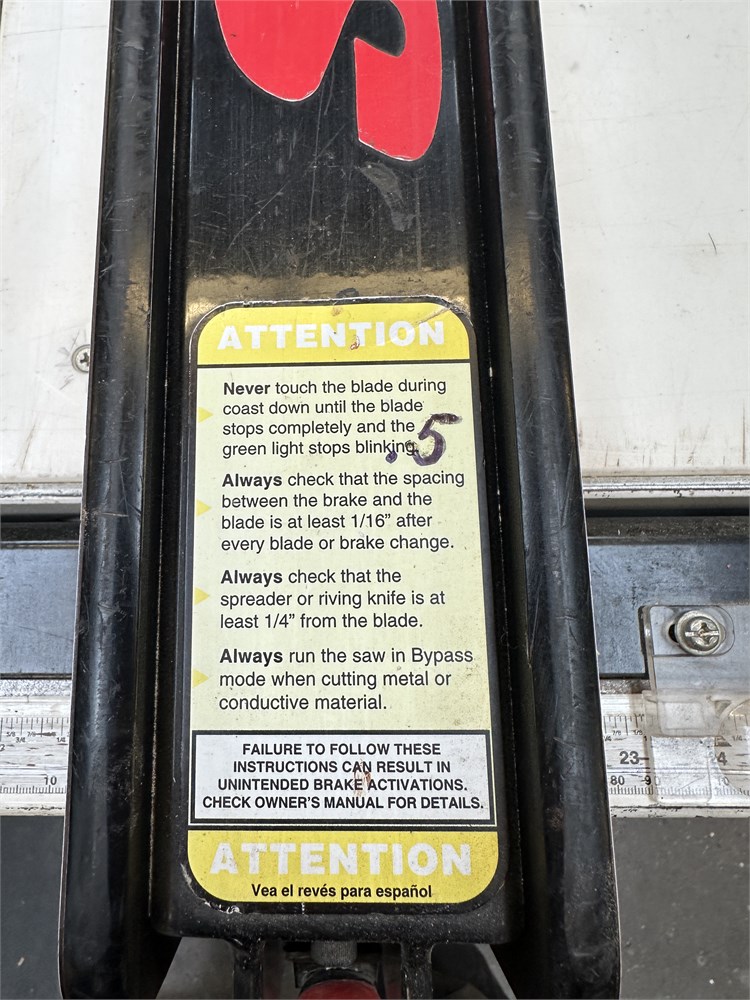 ATTENTION
Never touch the blade during
coast down until the blade
stops completely and the
green light stops blinking.
.5
Always check that the spacing
between the brake and the
blade is at least 1/16” after
every blade or brake change.
Always check that the
spreader or riving knife is at
least 1/4” from the blade.
Always run the saw in Bypass
mode when cutting metal or
conductive material.
FAILURE TO FOLLOW THESE
INSTRUCTIONS CAN RESULT IN
UNINTENDED BRAKE ACTIVATIONS.
CHECK OWNER'S MANUAL FOR DETAILS.
ATTENTION
Vea el revés para español
10
23
80